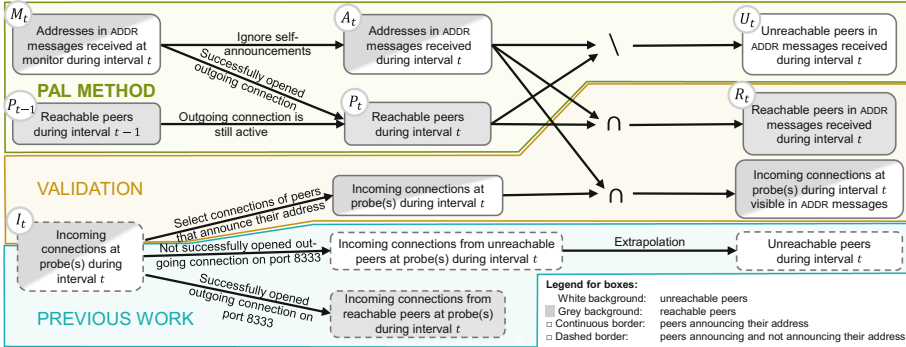 M_t
Addresses in ADDR
messages received at
monitor during interval t
Ignore self-
announcements
Successfully opened
outgoing connection
A_t
Addresses in ADDR
messages received
during interval t
\
U_t
Unreachable peers in
ADDR messages received
during interval t
PAL METHOD
P_{t-1}
Reachable peers
during interval t − 1
Outgoing connection is
still active
P_t
Reachable peers
during interval t
∩
R_t
Reachable peers in ADDR
messages received
during interval t
VALIDATION
Select connections of peers
that announce their address
Incoming connections at
probe(s) during interval t
∩
Incoming connections at
probe(s) during interval t
visible in ADDR messages
I_t
Incoming
connections at
probe(s) during
interval t
Not successfully opened out-
going connection on port 8333
Incoming connections from unreachable
peers at probe(s) during interval t
Extrapolation
Unreachable peers
during interval t
Successfully opened
outgoing connection on
port 8333
Incoming connections from
reachable peers at probe(s)
during interval t
PREVIOUS WORK
Legend for boxes:
White background: unreachable peers
Grey background: reachable peers
□ Continuous border: peers announcing their address
□ Dashed border: peers announcing and not announcing their address